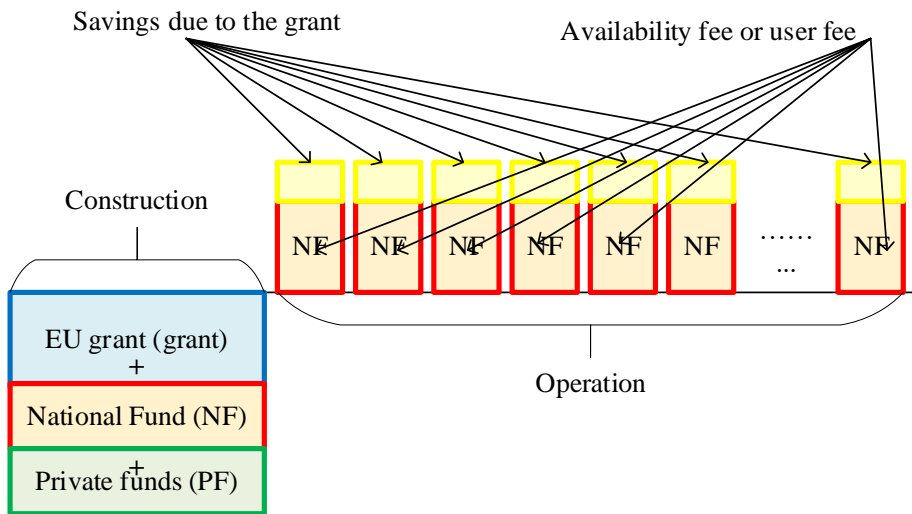 Savings due to the grant
Availability fee or user fee
Construction
NF NF NF NF NF NF …… NF
...
EU grant (grant)
+
National Fund (NF)
+
Private funds (PF)
Operation